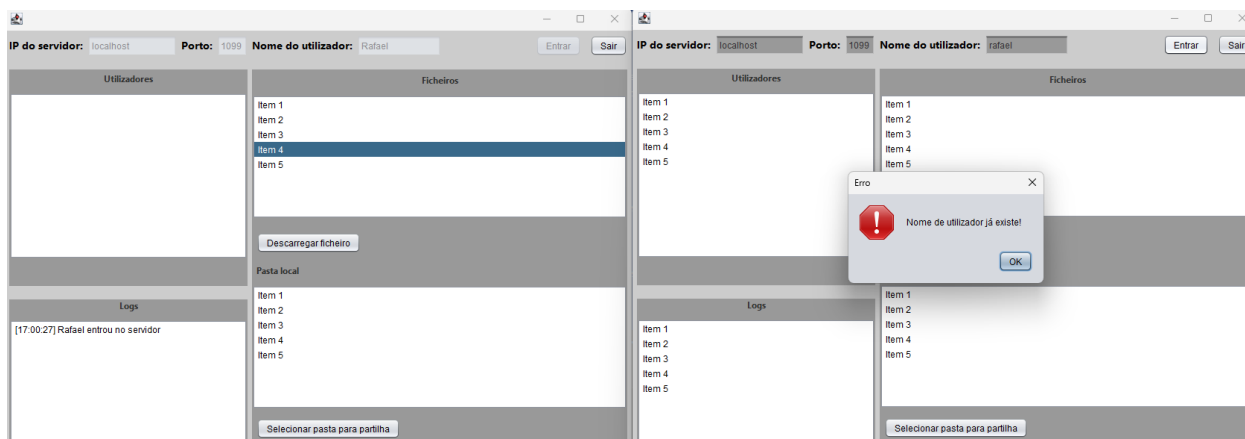 IP do servidor: localhost Porto: 1099 Nome do utilizador: Rafael Entrar Sair
Utilizadores
Ficheiros
Item 1
Item 2
Item 3
Item 4
Item 5
Descarregar ficheiro
Pasta local
Item 1
Item 2
Item 3
Item 4
Item 5
Selecionar pasta para partilha
Logs
[17:00:27] Rafael entrou no servidor
IP do servidor: localhost Porto: 1099 Nome do utilizador: rafael Entrar Sair
Utilizadores
Item 1
Item 2
Item 3
Item 4
Item 5
Ficheiros
Item 1
Item 2
Item 3
Item 4
Item 5
Erro
Nome de utilizador já existe!
OK
Logs
Item 1
Item 2
Item 3
Item 4
Item 5
Item 1
Item 2
Item 3
Item 4
Item 5
Selecionar pasta para partilha